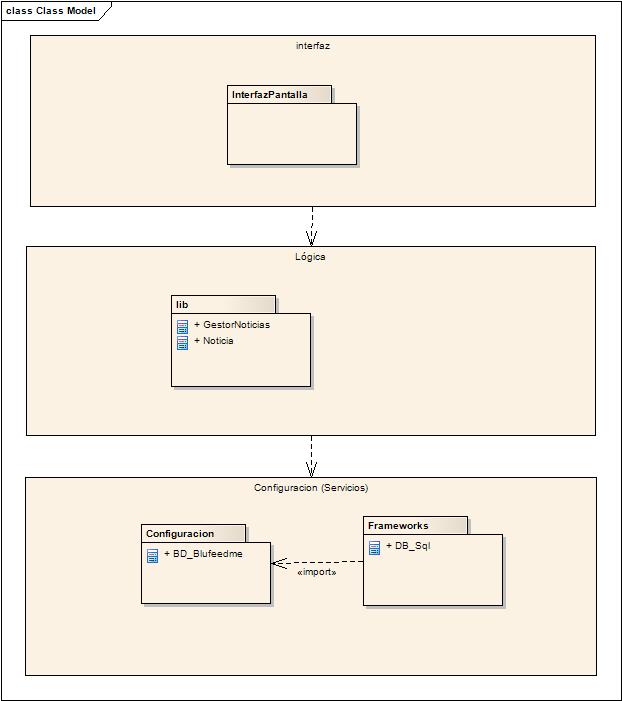 class Class Model
interfaz
InterfazPantalla
Lógica
lib
+ GestorNoticias
+ Noticia
Configuracion (Servicios)
Configuracion
+ BD_Blufeedme
Frameworks
+ DB_Sql
«import»